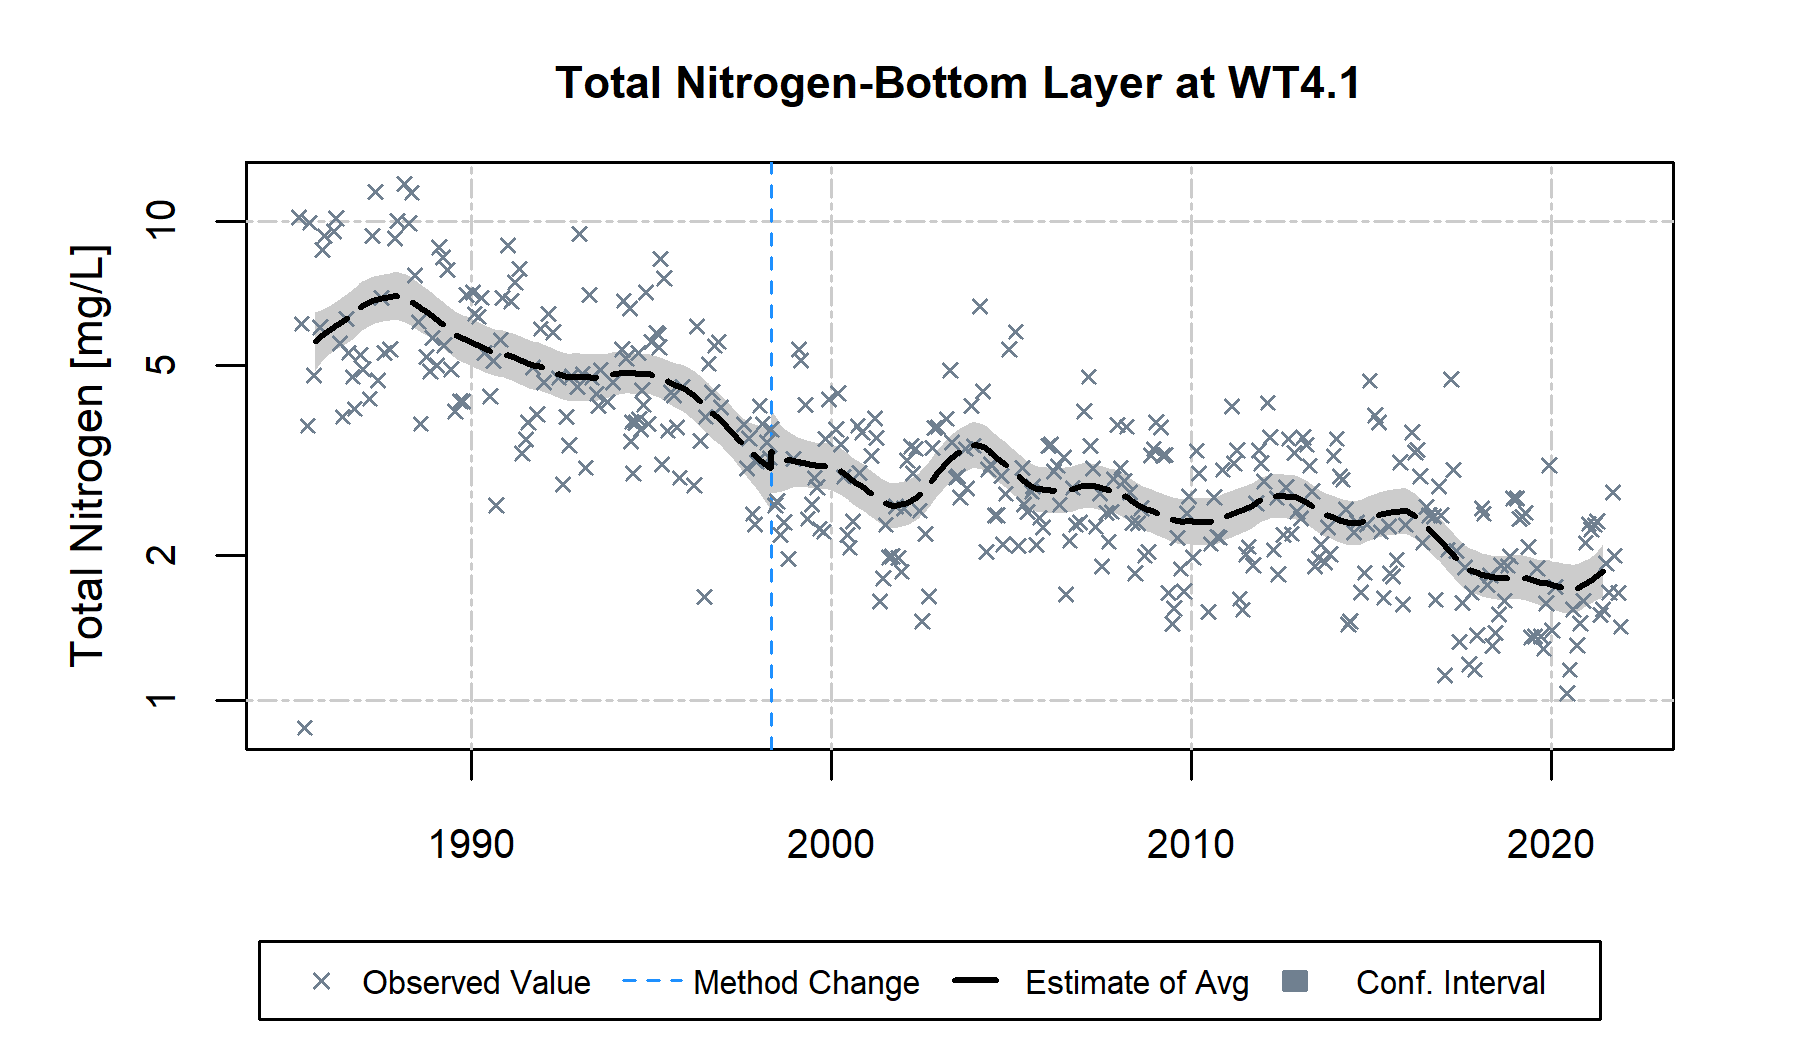 Total Nitrogen-Bottom Layer at WT4.1
Total Nitrogen [mg/L]
10
5
2
1
1990 2000 2010 2020
Observed Value Method Change Estimate of Avg Conf. Interval